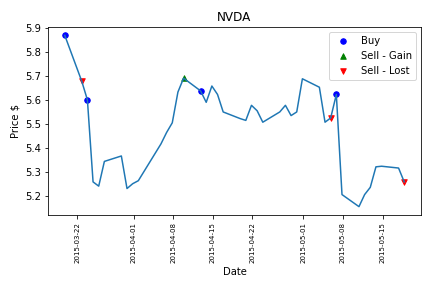 NVDA
Buy
Sell - Gain
Sell - Lost
Price $
5.9
5.8
5.7
5.6
5.5
5.4
5.3
5.2
2015-03-22
2015-04-01
2015-04-08
2015-04-15
2015-04-22
2015-05-01
2015-05-08
2015-05-15
Date